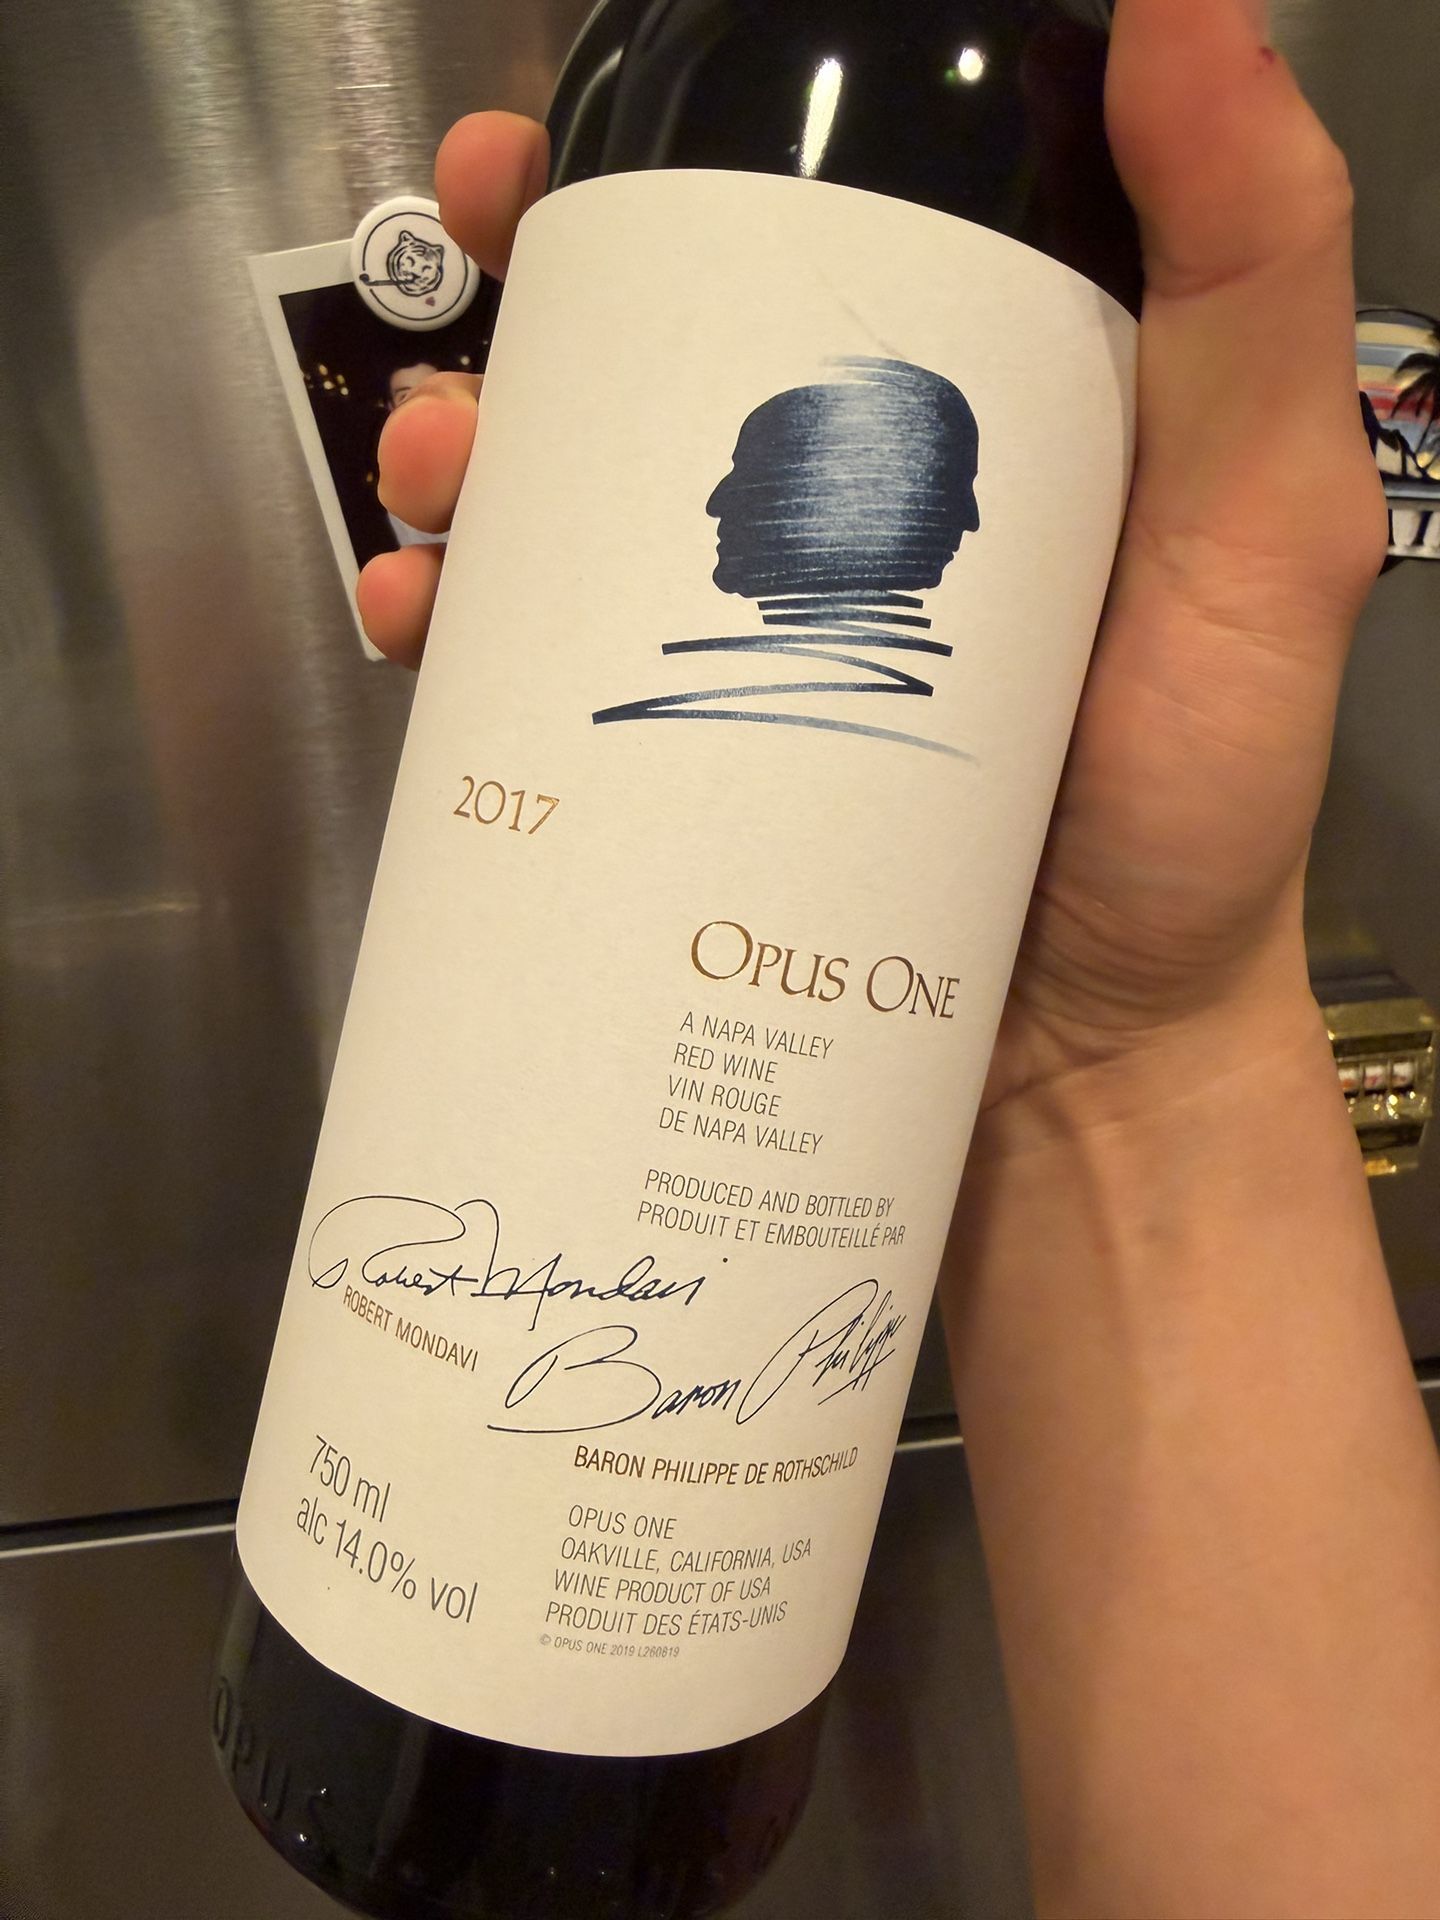 2017
OPUS ONE
A NAPA VALLEY
RED WINE
VIN ROUGE
DE NAPA VALLEY
PRODUCED AND BOTTLED BY
PRODUIT ET EMBOUTEILLÉ PAR
Robert Mondavi
ROBERT MONDAVI
Baron Philippe
BARON PHILIPPE DE ROTHSCHILD
750 ml
alc 14.0% vol
OPUS ONE
OAKVILLE, CALIFORNIA, USA
WINE PRODUCT OF USA
PRODUIT DES ÉTATS-UNIS
© OPUS ONE 2019 L260819
OPUS